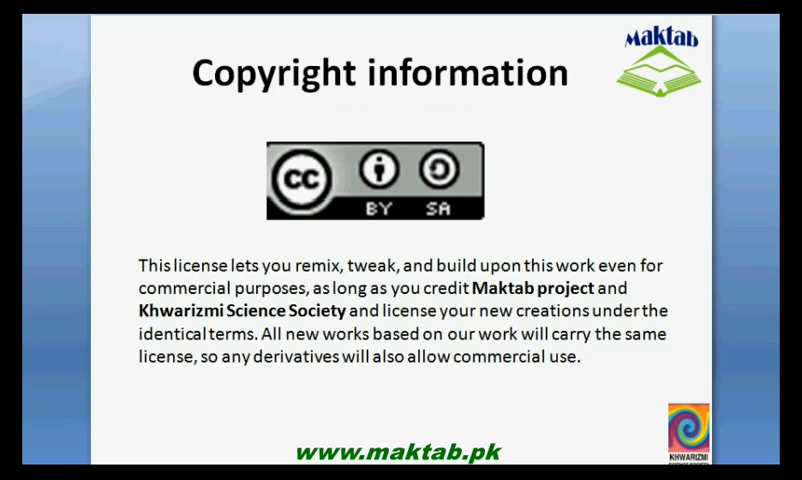 Maktab
Copyright information
cc
BY SA
This license lets you remix, tweak, and build upon this work even for
commercial purposes, as long as you credit Maktab project and
Khwarizmi Science Society and license your new creations under the
identical terms. All new works based on our work will carry the same
license, so any derivatives will also allow commercial use.
KHWARIZMI
SCIENCE SOCIETY
www.maktab.pk